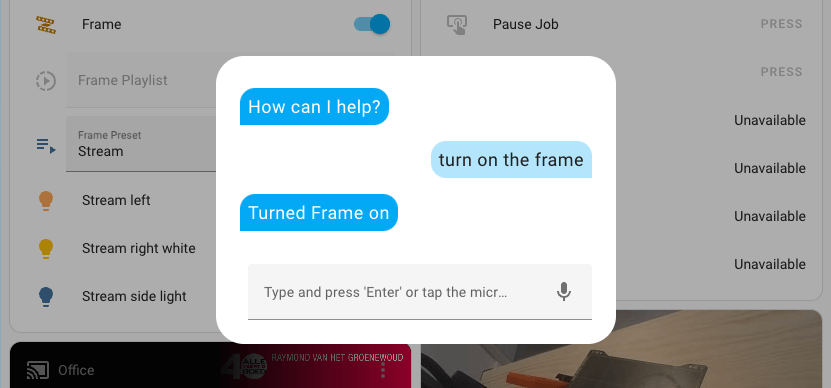 Frame
Pause Job
PRESS
Frame Playlist
PRESS
How can I help?
Frame Preset
Stream
Unavailable
turn on the frame
Unavailable
Stream left
Turned Frame on
Unavailable
Stream right white
Unavailable
Stream side light
Type and press 'Enter' or tap the micr…
Office
ALLE
RAYMOND VAN HET GROENEWOUD